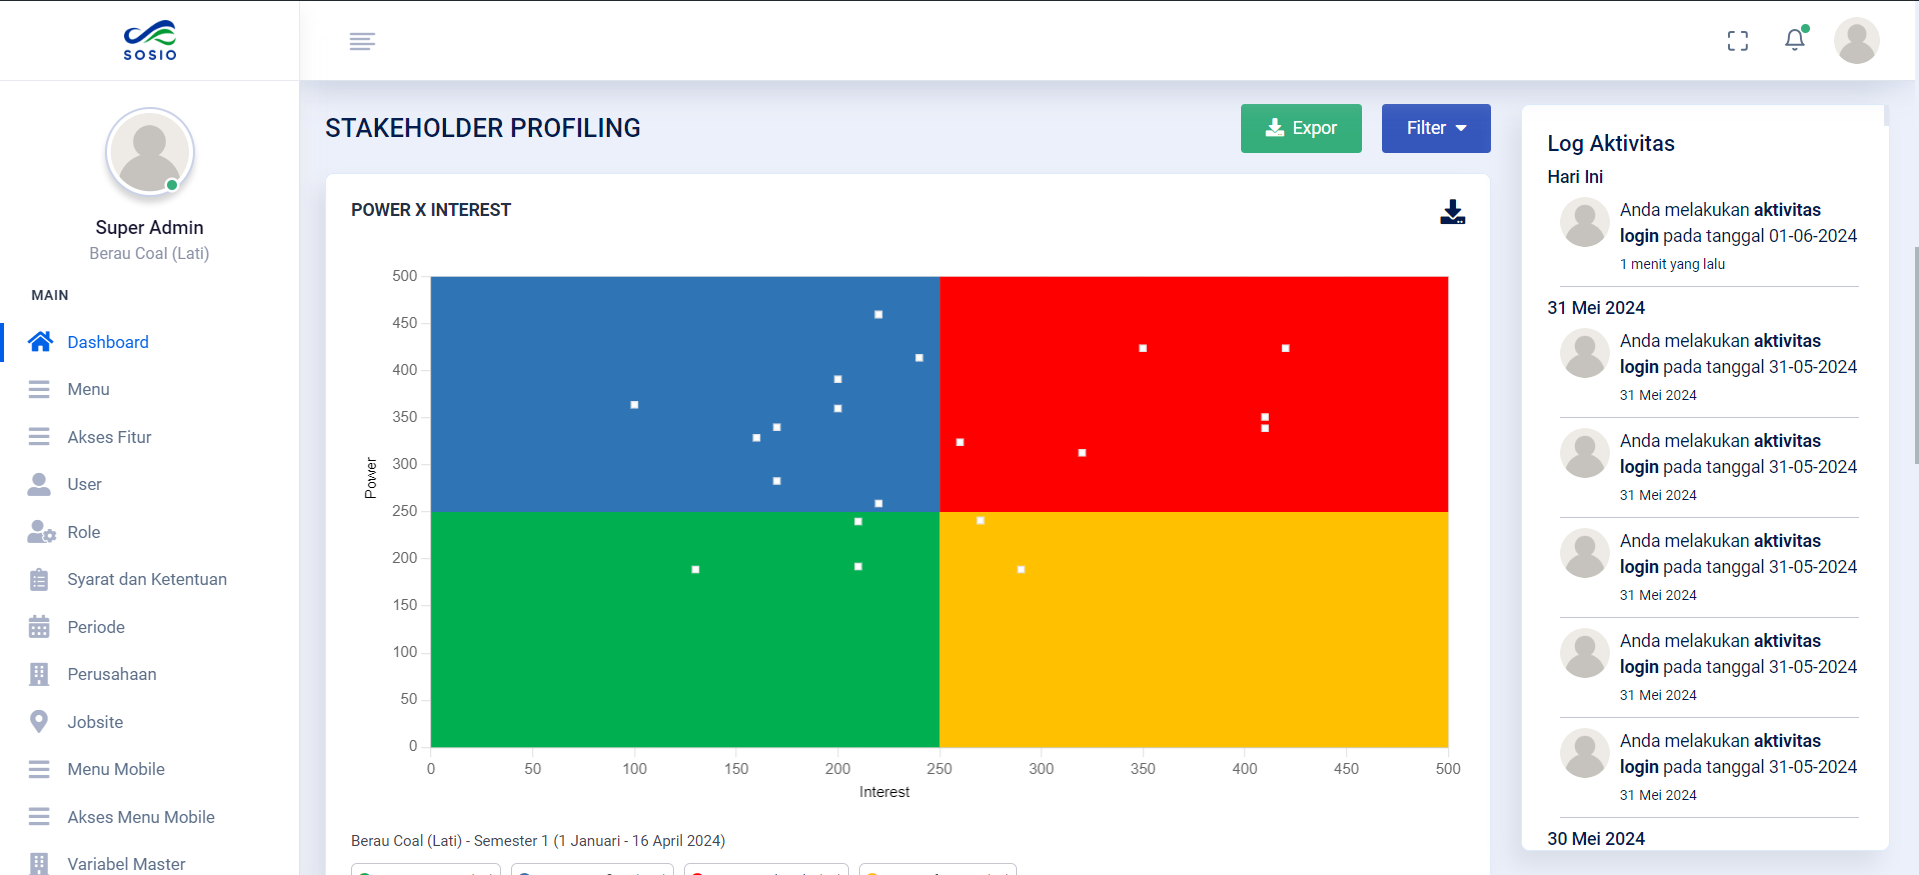 SOSIO
Super Admin
Berau Coal (Lati)
MAIN
Dashboard
Menu
Akses Fitur
User
Role
Syarat dan Ketentuan
Periode
Perusahaan
Jobsite
Menu Mobile
Akses Menu Mobile
Variabel Master
STAKEHOLDER PROFILING
Expor
Filter
POWER X INTEREST
500
450
400
350
300
250
200
150
100
50
0
Power
0 50 100 150 200 250 300 350 400 450 500
Interest
Berau Coal (Lati) - Semester 1 (1 Januari - 16 April 2024)
Log Aktivitas
Hari Ini
Anda melakukan aktivitas
login pada tanggal 01-06-2024
1 menit yang lalu
31 Mei 2024
Anda melakukan aktivitas
login pada tanggal 31-05-2024
31 Mei 2024
Anda melakukan aktivitas
login pada tanggal 31-05-2024
31 Mei 2024
Anda melakukan aktivitas
login pada tanggal 31-05-2024
31 Mei 2024
Anda melakukan aktivitas
login pada tanggal 31-05-2024
31 Mei 2024
Anda melakukan aktivitas
login pada tanggal 31-05-2024
31 Mei 2024
30 Mei 2024